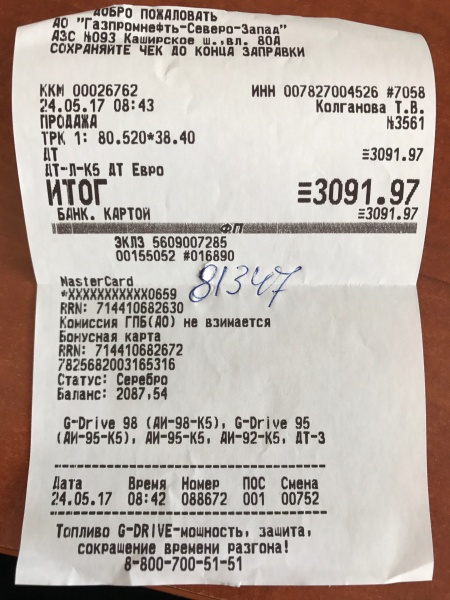 ДОБРО ПОЖАЛОВАТЬ
АО "Газпромнефть-Северо-Запад"
АЗС №093 Каширское ш.,вл. 80А
СОХРАНЯЙТЕ ЧЕК ДО КОНЦА ЗАПРАВКИ
ККМ 00026762 ИНН 007827004526 #7058
24.05.17 08:43 Колганова Т.В.
ПРОДАЖА №3561
ТРК 1: 80.520*38.40
ДТ ≡3091.97
ДТ-Л-К5 ДТ Евро
ИТОГ ≡3091.97
БАНК. КАРТОЙ ≡3091.97
ФП
ЭКЛЗ 5609007285
00155052 #016890
81347
MasterCard
*XXXXXXXXXXX0659
RRN: 714410682630
Комиссия ГПБ(АО) не взимается
Бонусная карта
RRN: 714410682672
7825682003165316
Статус: Серебро
Баланс: 2087,54
G-Drive 98 (АИ-98-К5), G-Drive 95
(АИ-95-К5), АИ-95-К5, АИ-92-К5, ДТ-3
Дата Время Номер ПОС Смена
24.05.17 08:42 088672 001 00752
Топливо G-DRIVE-мощность, защита,
сокращение времени разгона!
8-800-700-51-51